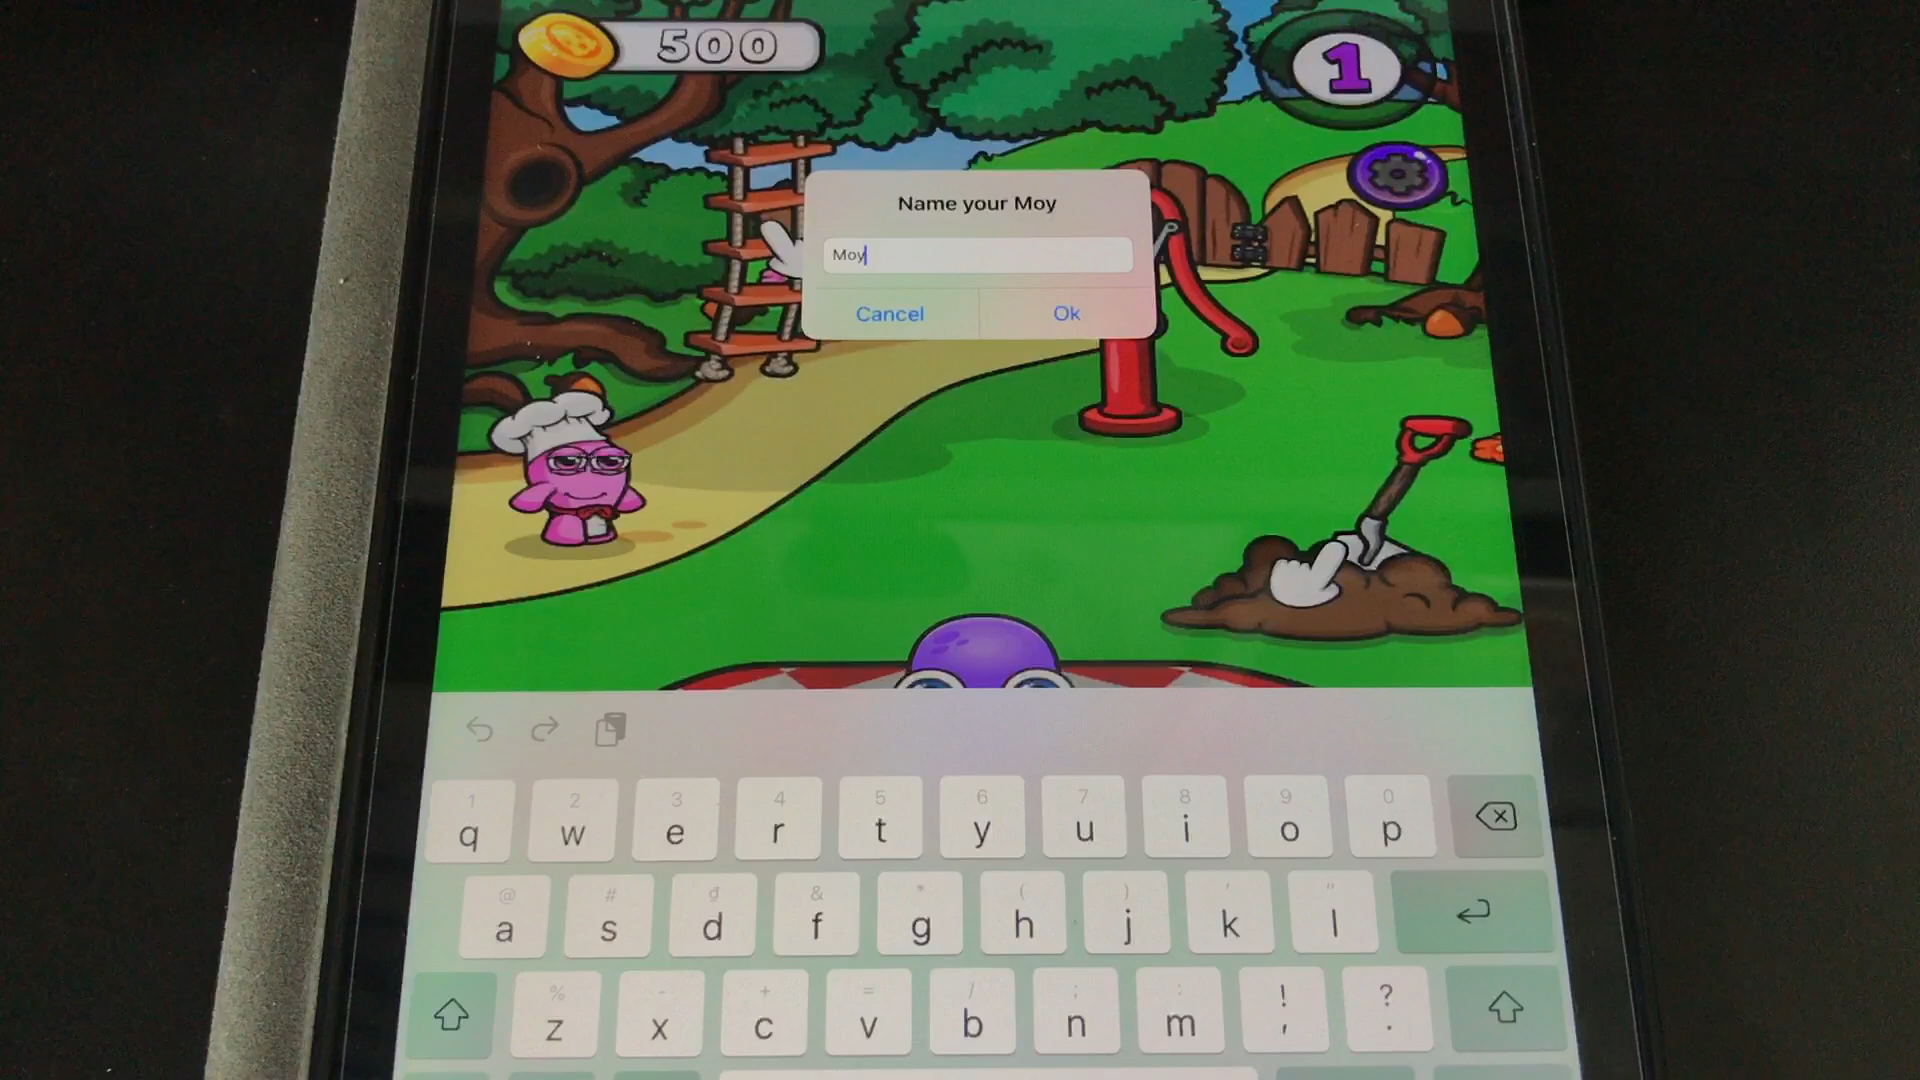 500
1
Name your Moy
Moy
Cancel Ok
1 2 3 4 5 6 7 8 9 0
q w e r t y u i o p
@ # & * ( ) ' "
a s d f g h j k l
% - + = / ; : ! ?
z x c v b n m , .